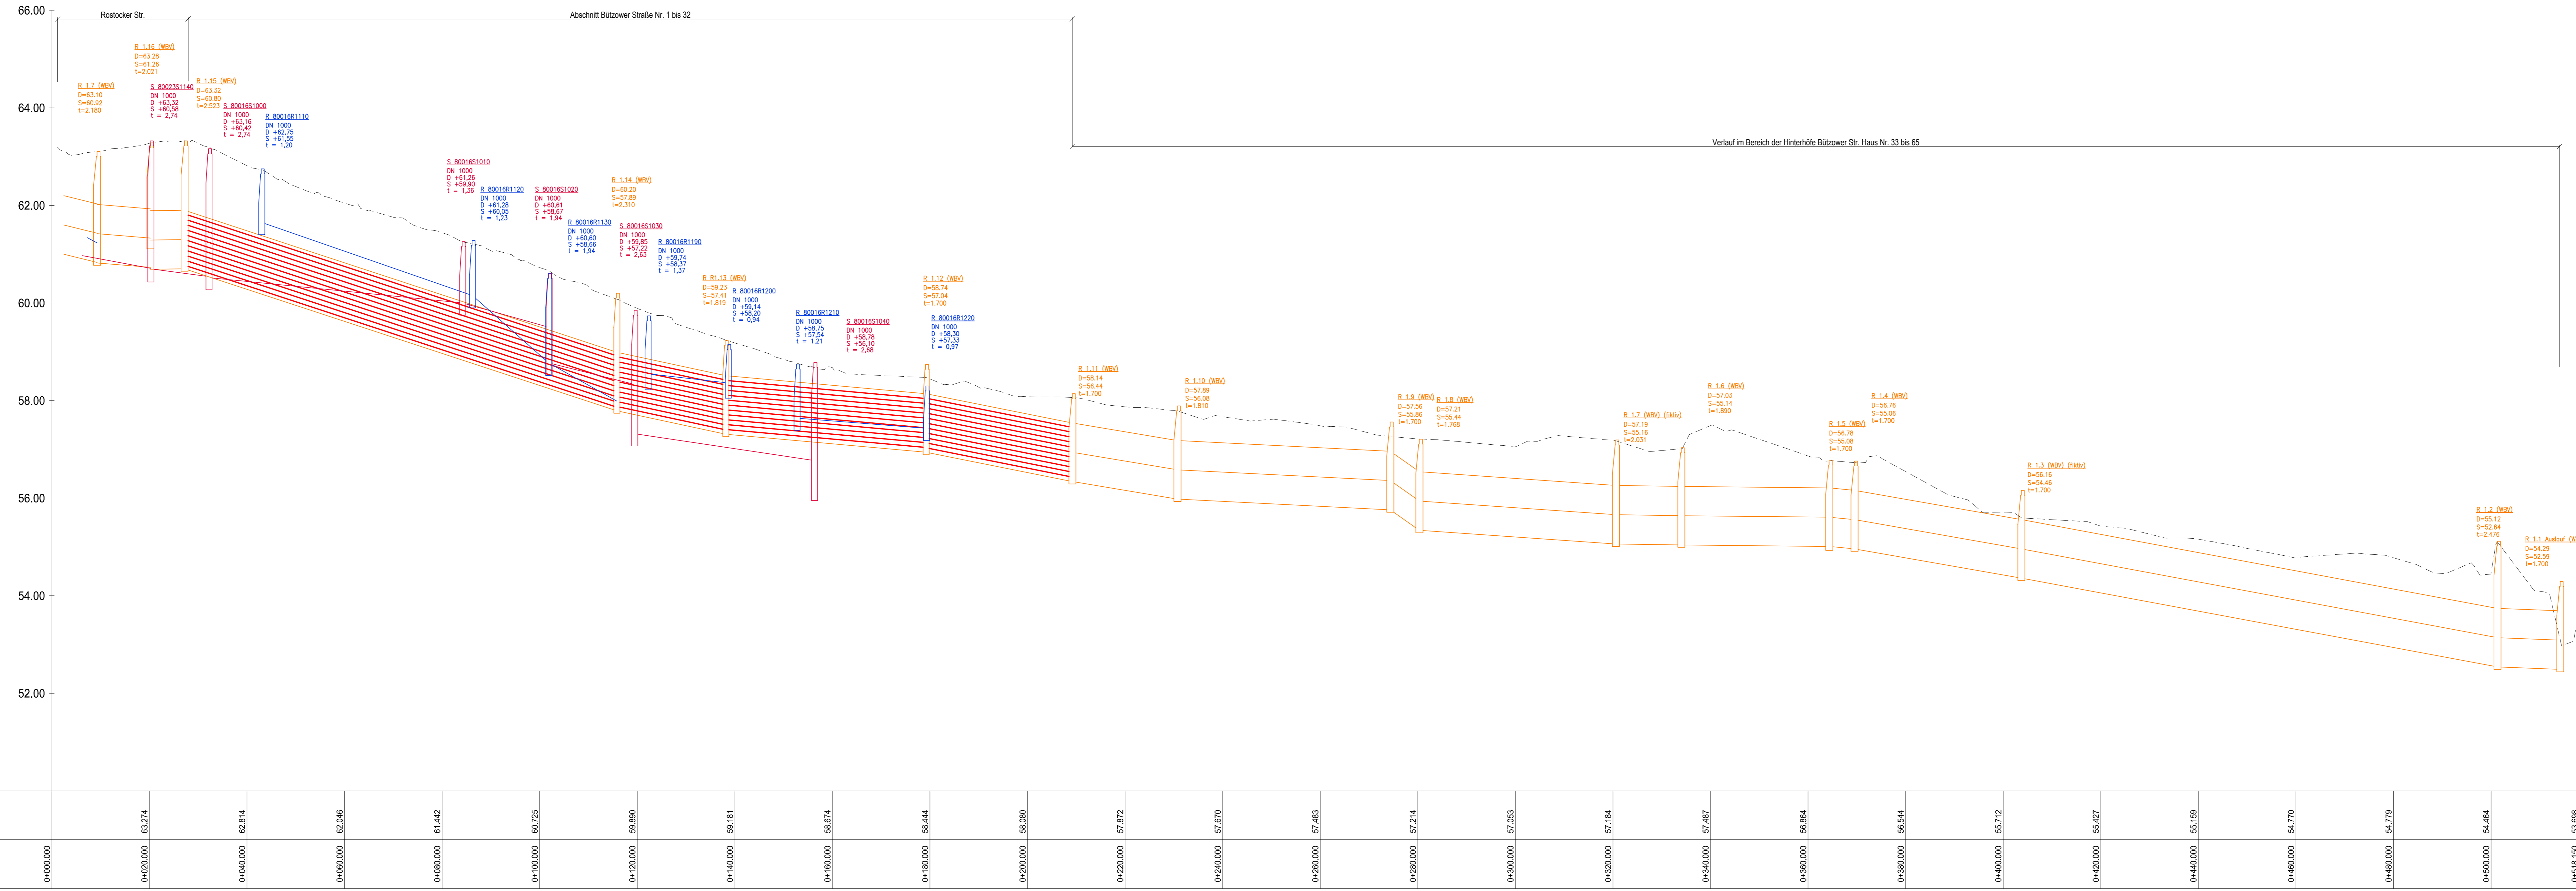 66.00
64.00
62.00
60.00
58.00
56.00
54.00
52.00
Rostocker Str.
Abschnitt Bützower Straße Nr. 1 bis 32
Verlauf im Bereich der Hinterhöfe Bützower Str. Haus Nr. 33 bis 65
R 1.7 (WBV)
D=63.10
S=60.92
t=2.180
R 1.16 (WBV)
D=63.28
S=61.26
t=2.021
S 80023S1140
DN 1000
D +63,32
S +60,58
t = 2,74
R 1.15 (WBV)
D=63.32
S=60.80
t=2.523
S 80016S1000
DN 1000
D +63,16
S +60,42
t = 2,74
R 80016R1110
DN 1000
D +62,75
S +61,55
t = 1,20
S 80016S1010
DN 1000
D +61,26
S +59,90
t = 1,36
R 80016R1120
DN 1000
D +61,28
S +60,05
t = 1,23
S 80016S1020
DN 1000
D +60,61
S +58,67
t = 1,94
R 80016R1130
DN 1000
D +60,60
S +58,66
t = 1,94
R 1.14 (WBV)
D=60.20
S=57.89
t=2.310
S 80016S1030
DN 1000
D +59,85
S +57,22
t = 2,63
R 80016R1190
DN 1000
D +59,74
S +58,37
t = 1,37
R R1.13 (WBV)
D=59.23
S=57.41
t=1.819
R 80016R1200
DN 1000
D +59,14
S +58,20
t = 0,94
R 80016R1210
DN 1000
D +58,75
S +57,54
t = 1,21
S 80016S1040
DN 1000
D +58,78
S +56,10
t = 2,68
R 1.12 (WBV)
D=58.74
S=57.04
t=1.700
R 80016R1220
DN 1000
D +58,30
S +57,33
t = 0,97
R 1.11 (WBV)
D=58.14
S=56.44
t=1.700
R 1.10 (WBV)
D=57.89
S=56.08
t=1.810
R 1.9 (WBV)
D=57.56
S=55.86
t=1.700
R 1.8 (WBV)
D=57.21
S=55.44
t=1.768
R 1.7 (WBV) (fiktiv)
D=57.19
S=55.16
t=2.031
R 1.6 (WBV)
D=57.03
S=55.14
t=1.890
R 1.5 (WBV)
D=56.78
S=55.08
t=1.700
R 1.4 (WBV)
D=56.76
S=55.06
t=1.700
R 1.3 (WBV) (fiktiv)
D=56.16
S=54.46
t=1.700
R 1.2 (WBV)
D=55.12
S=52.64
t=2.476
R 1.1 Auslauf (W
D=54.29
S=52.59
t=1.700
63.274
62.814
62.046
61.442
60.725
59.890
59.181
58.674
58.444
58.080
57.872
57.670
57.483
57.214
57.053
57.184
57.487
56.864
56.544
55.712
55.427
55.159
54.770
54.779
54.464
53.698
0+000.000
0+020.000
0+040.000
0+060.000
0+080.000
0+100.000
0+120.000
0+140.000
0+160.000
0+180.000
0+200.000
0+220.000
0+240.000
0+260.000
0+280.000
0+300.000
0+320.000
0+340.000
0+360.000
0+380.000
0+400.000
0+420.000
0+440.000
0+460.000
0+480.000
0+500.000
0+518.150